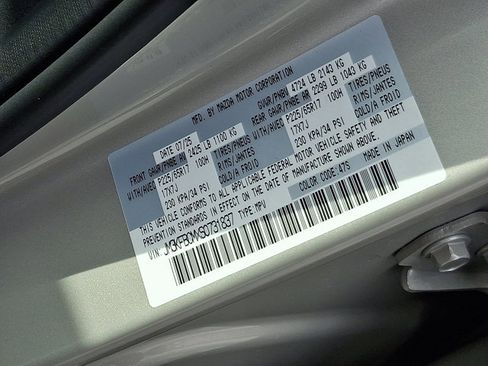 MFD. BY MAZDA MOTOR CORPORATION
DATE 07/25 GVWR/PNBV 4724 LB 2143 KG
FRONT GAWR/PNBE AV 2425 LB 1100 KG REAR GAWR/PNBE AR 2299 LB 1043 KG
WITH/AVEC P225/65R17 100H TIRES/PNEUS WITH/AVEC P225/65R17 100H TIRES/PNEUS
17X7J RIMS/JANTES 17X7J RIMS/JANTES
230 KPA/34 PSI COLD/A FROID 230 KPA/34 PSI COLD/A FROID
THIS VEHICLE CONFORMS TO ALL APPLICABLE FEDERAL MOTOR VEHICLE SAFETY AND THEFT
PREVENTION STANDARDS IN EFFECT ON THE DATE OF MANUFACTURE SHOWN ABOVE.
VIN: TYPE:MPV COLOR CODE:47S MADE IN JAPAN